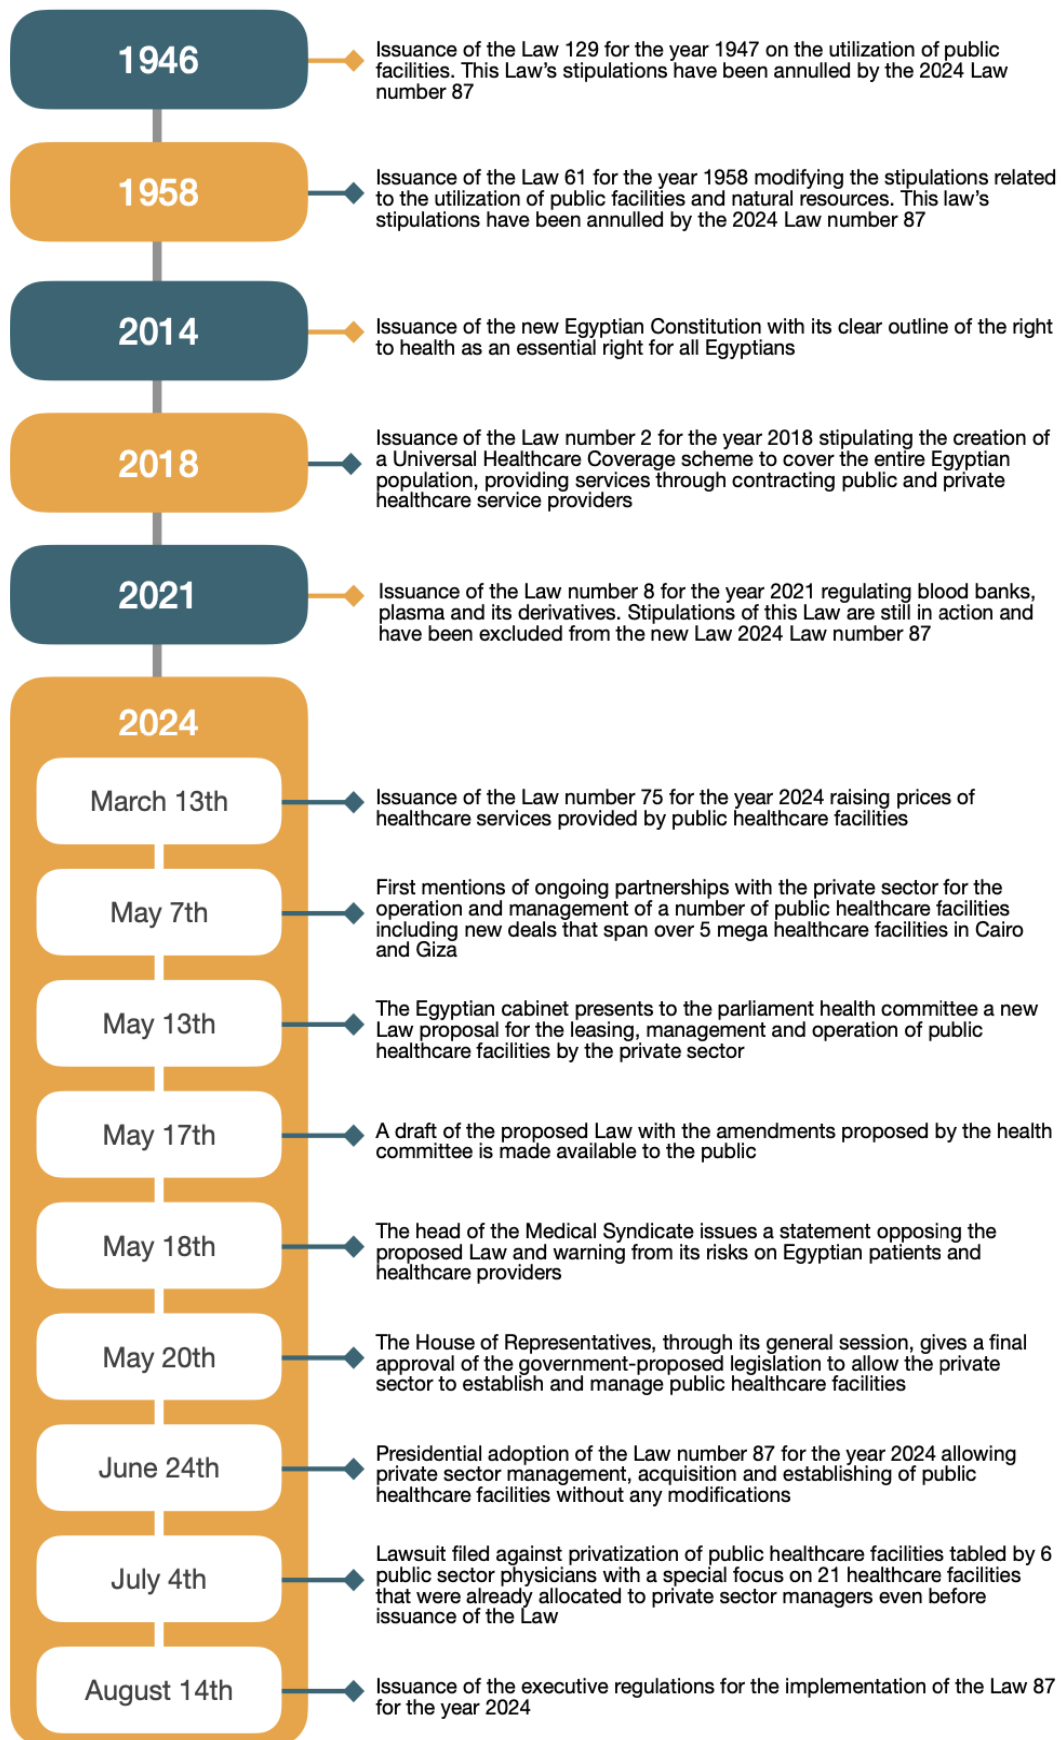 1946
Issuance of the Law 129 for the year 1947 on the utilization of public
facilities. This Law's stipulations have been annulled by the 2024 Law
number 87
1958
Issuance of the Law 61 for the year 1958 modifying the stipulations related
to the utilization of public facilities and natural resources. This law's
stipulations have been annulled by the 2024 Law number 87
2014
Issuance of the new Egyptian Constitution with its clear outline of the right
to health as an essential right for all Egyptians
2018
Issuance of the Law number 2 for the year 2018 stipulating the creation of
a Universal Healthcare Coverage scheme to cover the entire Egyptian
population, providing services through contracting public and private
healthcare service providers
2021
Issuance of the Law number 8 for the year 2021 regulating blood banks,
plasma and its derivatives. Stipulations of this Law are still in action and
have been excluded from the new Law 2024 Law number 87
2024
March 13th
Issuance of the Law number 75 for the year 2024 raising prices of
healthcare services provided by public healthcare facilities
May 7th
First mentions of ongoing partnerships with the private sector for the
operation and management of a number of public healthcare facilities
including new deals that span over 5 mega healthcare facilities in Cairo
and Giza
May 13th
The Egyptian cabinet presents to the parliament health committee a new
Law proposal for the leasing, management and operation of public
healthcare facilities by the private sector
May 17th
A draft of the proposed Law with the amendments proposed by the health
committee is made available to the public
May 18th
The head of the Medical Syndicate issues a statement opposing the
proposed Law and warning from its risks on Egyptian patients and
healthcare providers
May 20th
The House of Representatives, through its general session, gives a final
approval of the government-proposed legislation to allow the private
sector to establish and manage public healthcare facilities
June 24th
Presidential adoption of the Law number 87 for the year 2024 allowing
private sector management, acquisition and establishing of public
healthcare facilities without any modifications
July 4th
Lawsuit filed against privatization of public healthcare facilities tabled by 6
public sector physicians with a special focus on 21 healthcare facilities
that were already allocated to private sector managers even before
issuance of the Law
August 14th
Issuance of the executive regulations for the implementation of the Law 87
for the year 2024